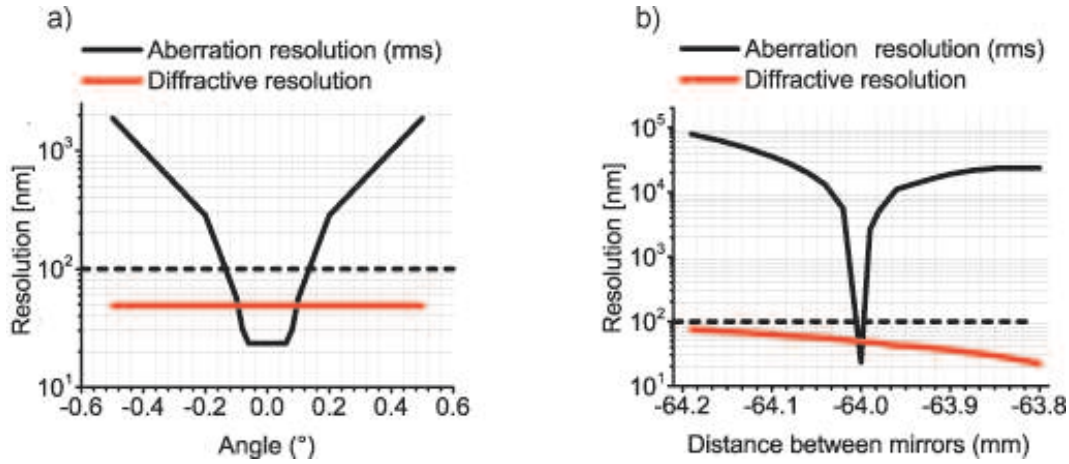 a)
Aberration resolution (rms)
Diffractive resolution
Resolution [nm]
10³
10²
10¹
-0.6 -0.4 -0.2 0.0 0.2 0.4 0.6
Angle (°)
b)
Aberration resolution (rms)
Diffractive resolution
Resolution [nm]
10⁵
10⁴
10³
10²
10¹
-64.2 -64.1 -64.0 -63.9 -63.8
Distance between mirrors (mm)